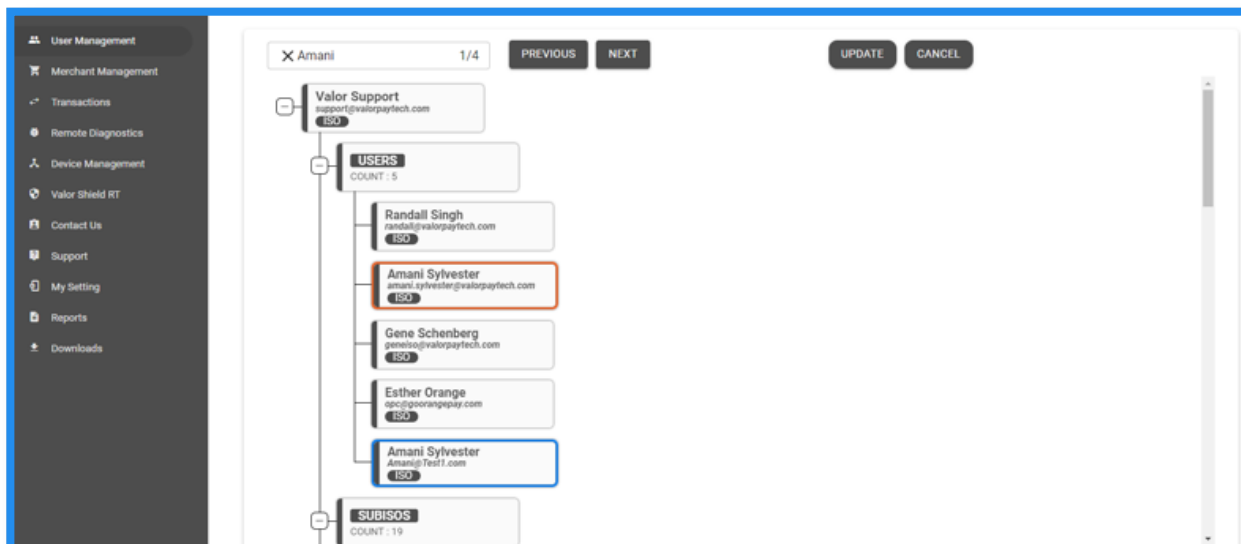 User Management
Merchant Management
Transactions
Remote Diagnostics
Device Management
Valor Shield RT
Contact Us
Support
My Setting
Reports
Downloads
Amani 1/4 PREVIOUS NEXT UPDATE CANCEL
Valor Support
support@valorpaytech.com
ISO
USERS
COUNT : 5
Randall Singh
randall@valorpaytech.com
ISO
Amani Sylvester
amani.sylvester@valorpaytech.com
ISO
Gene Schenberg
geneiso@valorpaytech.com
ISO
Esther Orange
opc@goorangepay.com
ISO
Amani Sylvester
Amani@Test1.com
ISO
SUBISOS
COUNT : 19